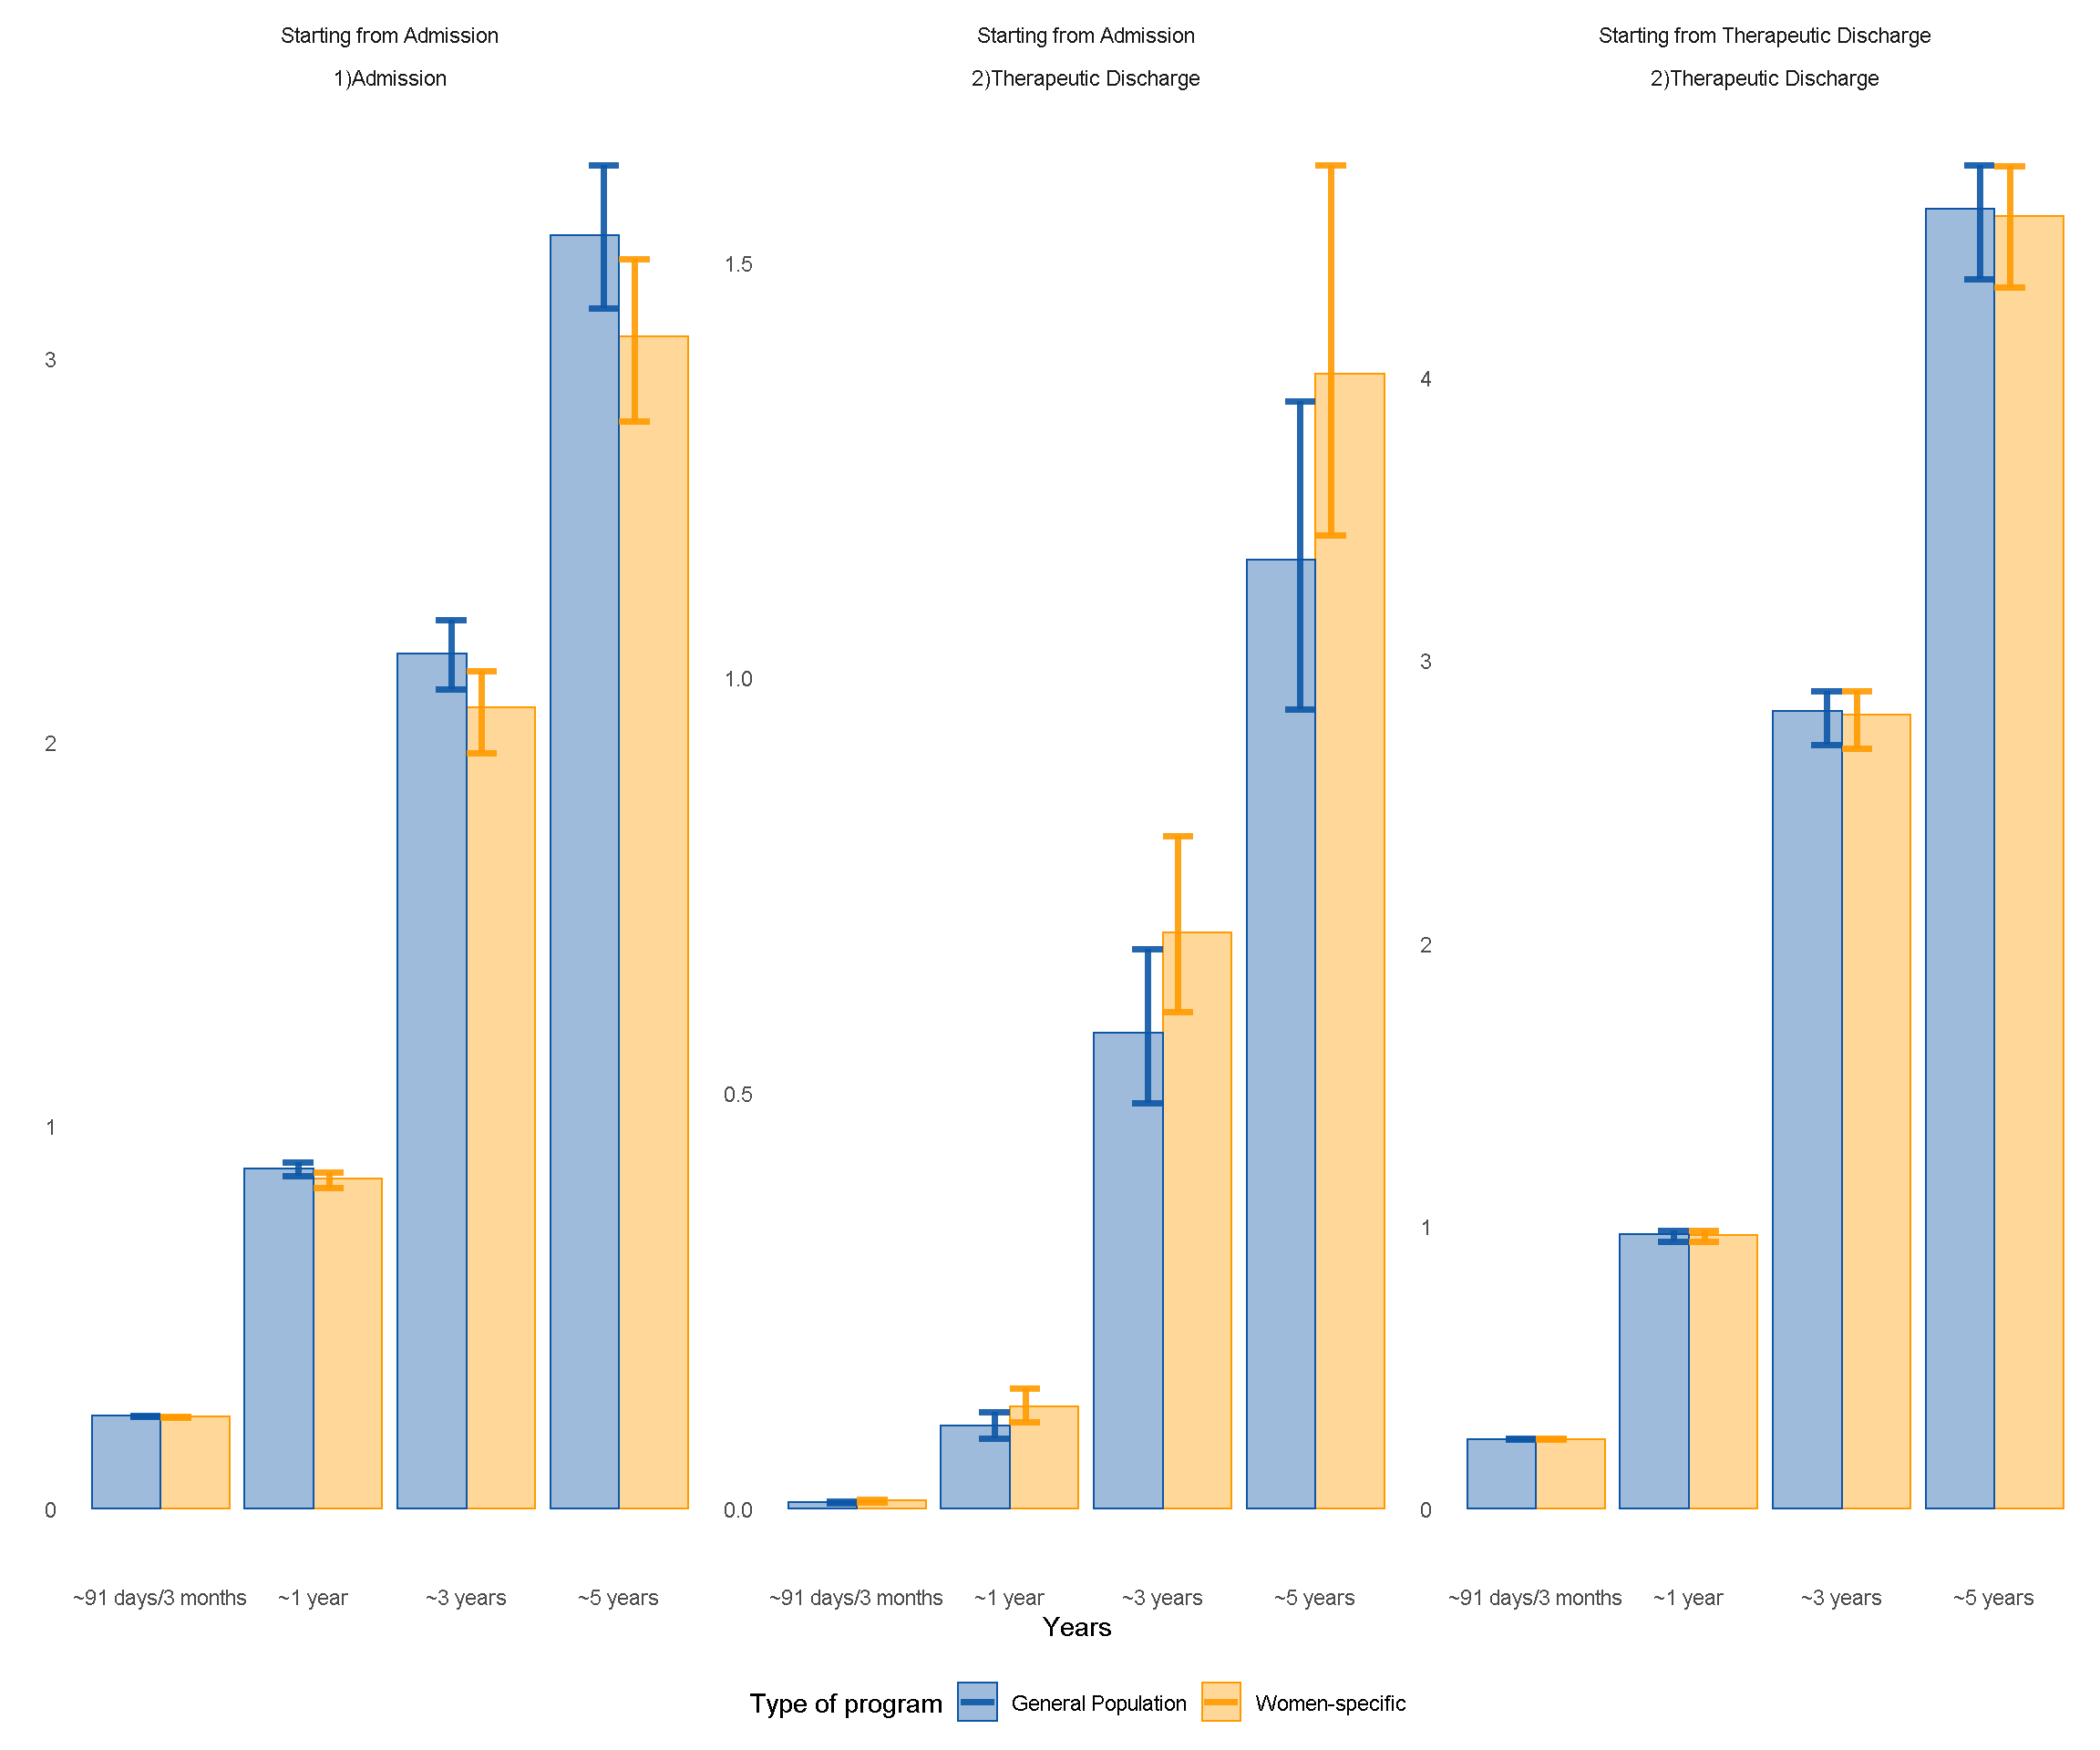 Starting from Admission
1)Admission
Starting from Admission
2)Therapeutic Discharge
Starting from Therapeutic Discharge
2)Therapeutic Discharge
3
2
1
0
1.5
1.0
0.5
0.0
4
3
2
1
0
~91 days/3 months ~1 year ~3 years ~5 years
~91 days/3 months ~1 year ~3 years ~5 years
~91 days/3 months ~1 year ~3 years ~5 years
Years
Type of program General Population Women-specific